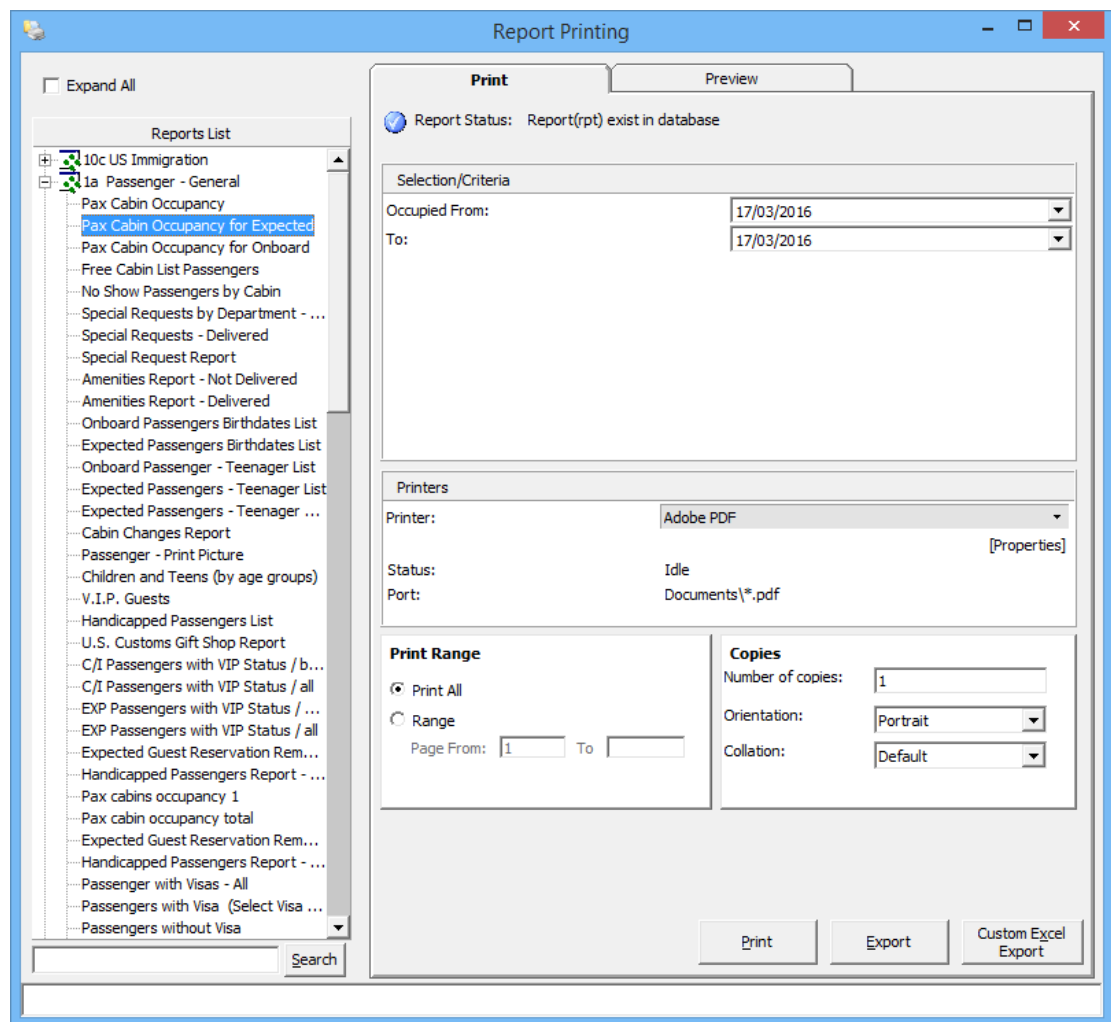 Report Printing
Expand All
Reports List
10c US Immigration
1a Passenger - General
Pax Cabin Occupancy
Pax Cabin Occupancy for Expected
Pax Cabin Occupancy for Onboard
Free Cabin List Passengers
No Show Passengers by Cabin
Special Requests by Department - ...
Special Requests - Delivered
Special Request Report
Amenities Report - Not Delivered
Amenities Report - Delivered
Onboard Passengers Birthdates List
Expected Passengers Birthdates List
Onboard Passenger - Teenager List
Expected Passengers - Teenager List
Expected Passengers - Teenager ...
Cabin Changes Report
Passenger - Print Picture
Children and Teens (by age groups)
V.I.P. Guests
Handicapped Passengers List
U.S. Customs Gift Shop Report
C/I Passengers with VIP Status / b...
C/I Passengers with VIP Status / all
EXP Passengers with VIP Status / ...
EXP Passengers with VIP Status / all
Expected Guest Reservation Rem...
Handicapped Passengers Report - ...
Pax cabins occupancy 1
Pax cabin occupancy total
Expected Guest Reservation Rem...
Handicapped Passengers Report - ...
Passenger with Visas - All
Passengers with Visa (Select Visa ...
Passengers without Visa
Search
Print Preview
Report Status: Report(rpt) exist in database
Selection/Criteria
Occupied From: 17/03/2016
To: 17/03/2016
Printers
Printer: Adobe PDF
[Properties]
Status: Idle
Port: Documents\*.pdf
Print Range
Print All
Range
Page From: 1 To
Copies
Number of copies: 1
Orientation: Portrait
Collation: Default
Print Export Custom Excel
Export